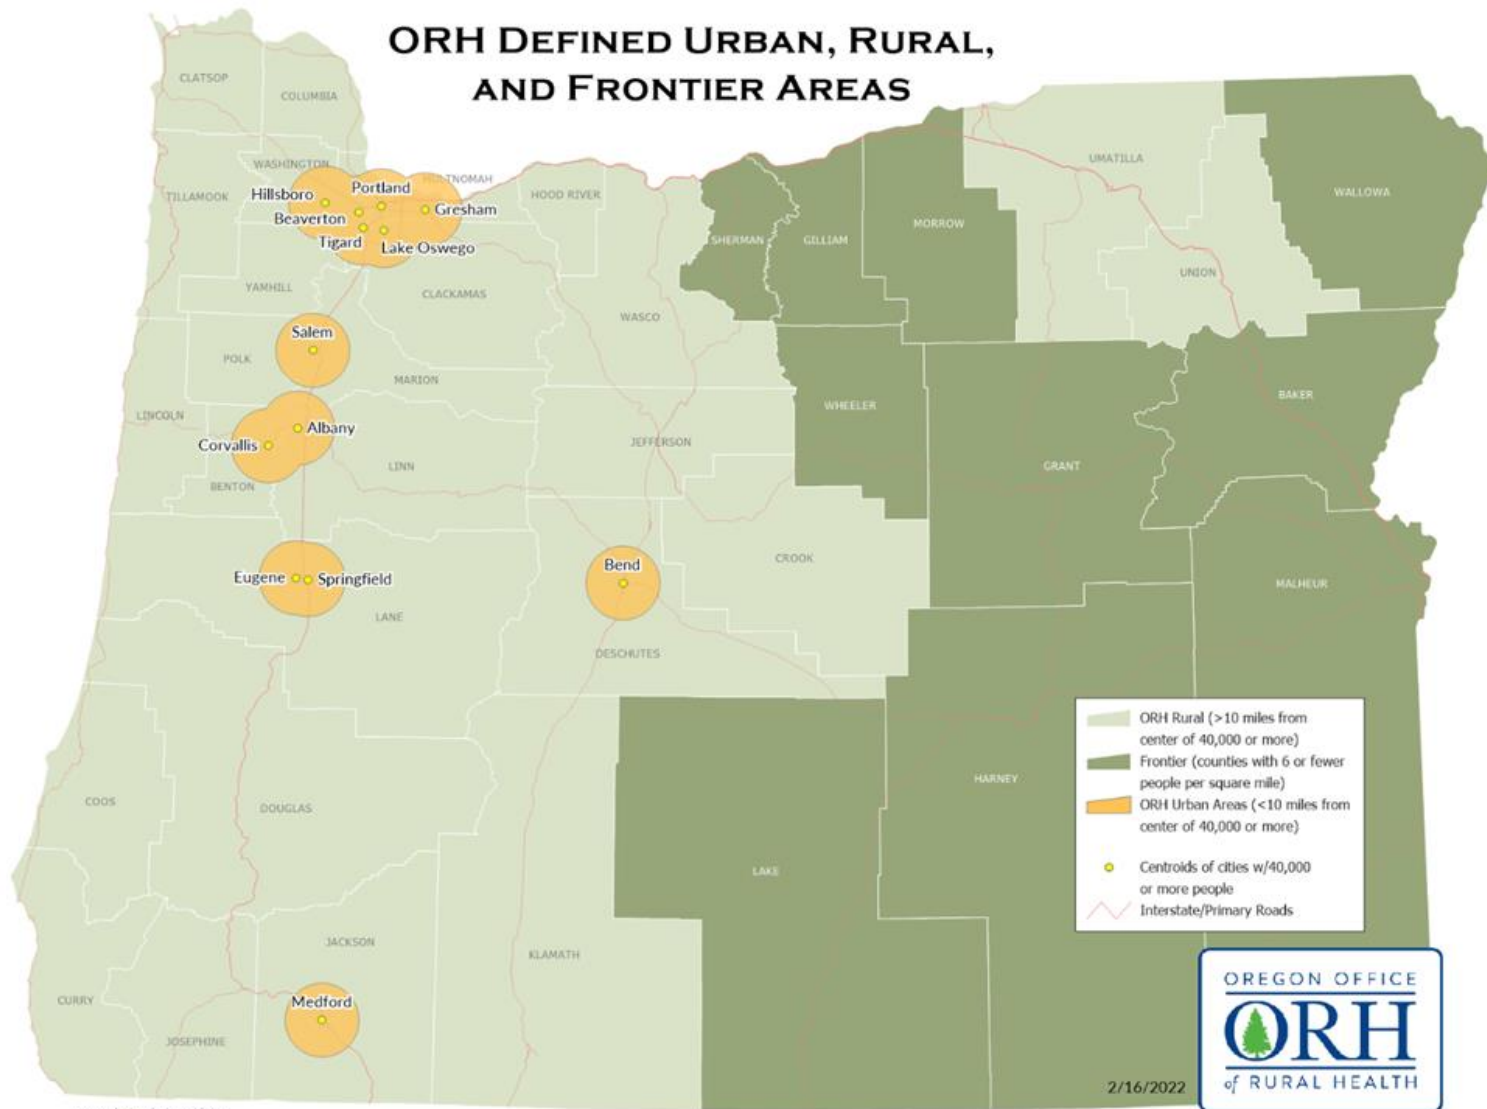 ORH DEFINED URBAN, RURAL,
AND FRONTIER AREAS
CLATSOP
COLUMBIA
WASHINGTON
TILLAMOOK
Hillsboro
Portland
Beaverton
Gresham
Tigard
Lake Oswego
HOOD RIVER
SHERMAN
GILLIAM
MORROW
UMATILLA
WALLOWA
UNION
YAMHILL
CLACKAMAS
WASCO
Salem
POLK
MARION
LINCOLN
Albany
Corvallis
LINN
BENTON
JEFFERSON
WHEELER
GRANT
BAKER
Eugene
Springfield
LANE
Bend
CROOK
DESCHUTES
MALHEUR
COOS
DOUGLAS
LAKE
HARNEY
ORH Rural (>10 miles from
center of 40,000 or more)
Frontier (counties with 6 or fewer
people per square mile)
ORH Urban Areas (<10 miles from
center of 40,000 or more)
Centroids of cities w/40,000
or more people
Interstate/Primary Roads
CURRY
JOSEPHINE
JACKSON
Medford
KLAMATH
2/16/2022
OREGON OFFICE
ORH
of RURAL HEALTH